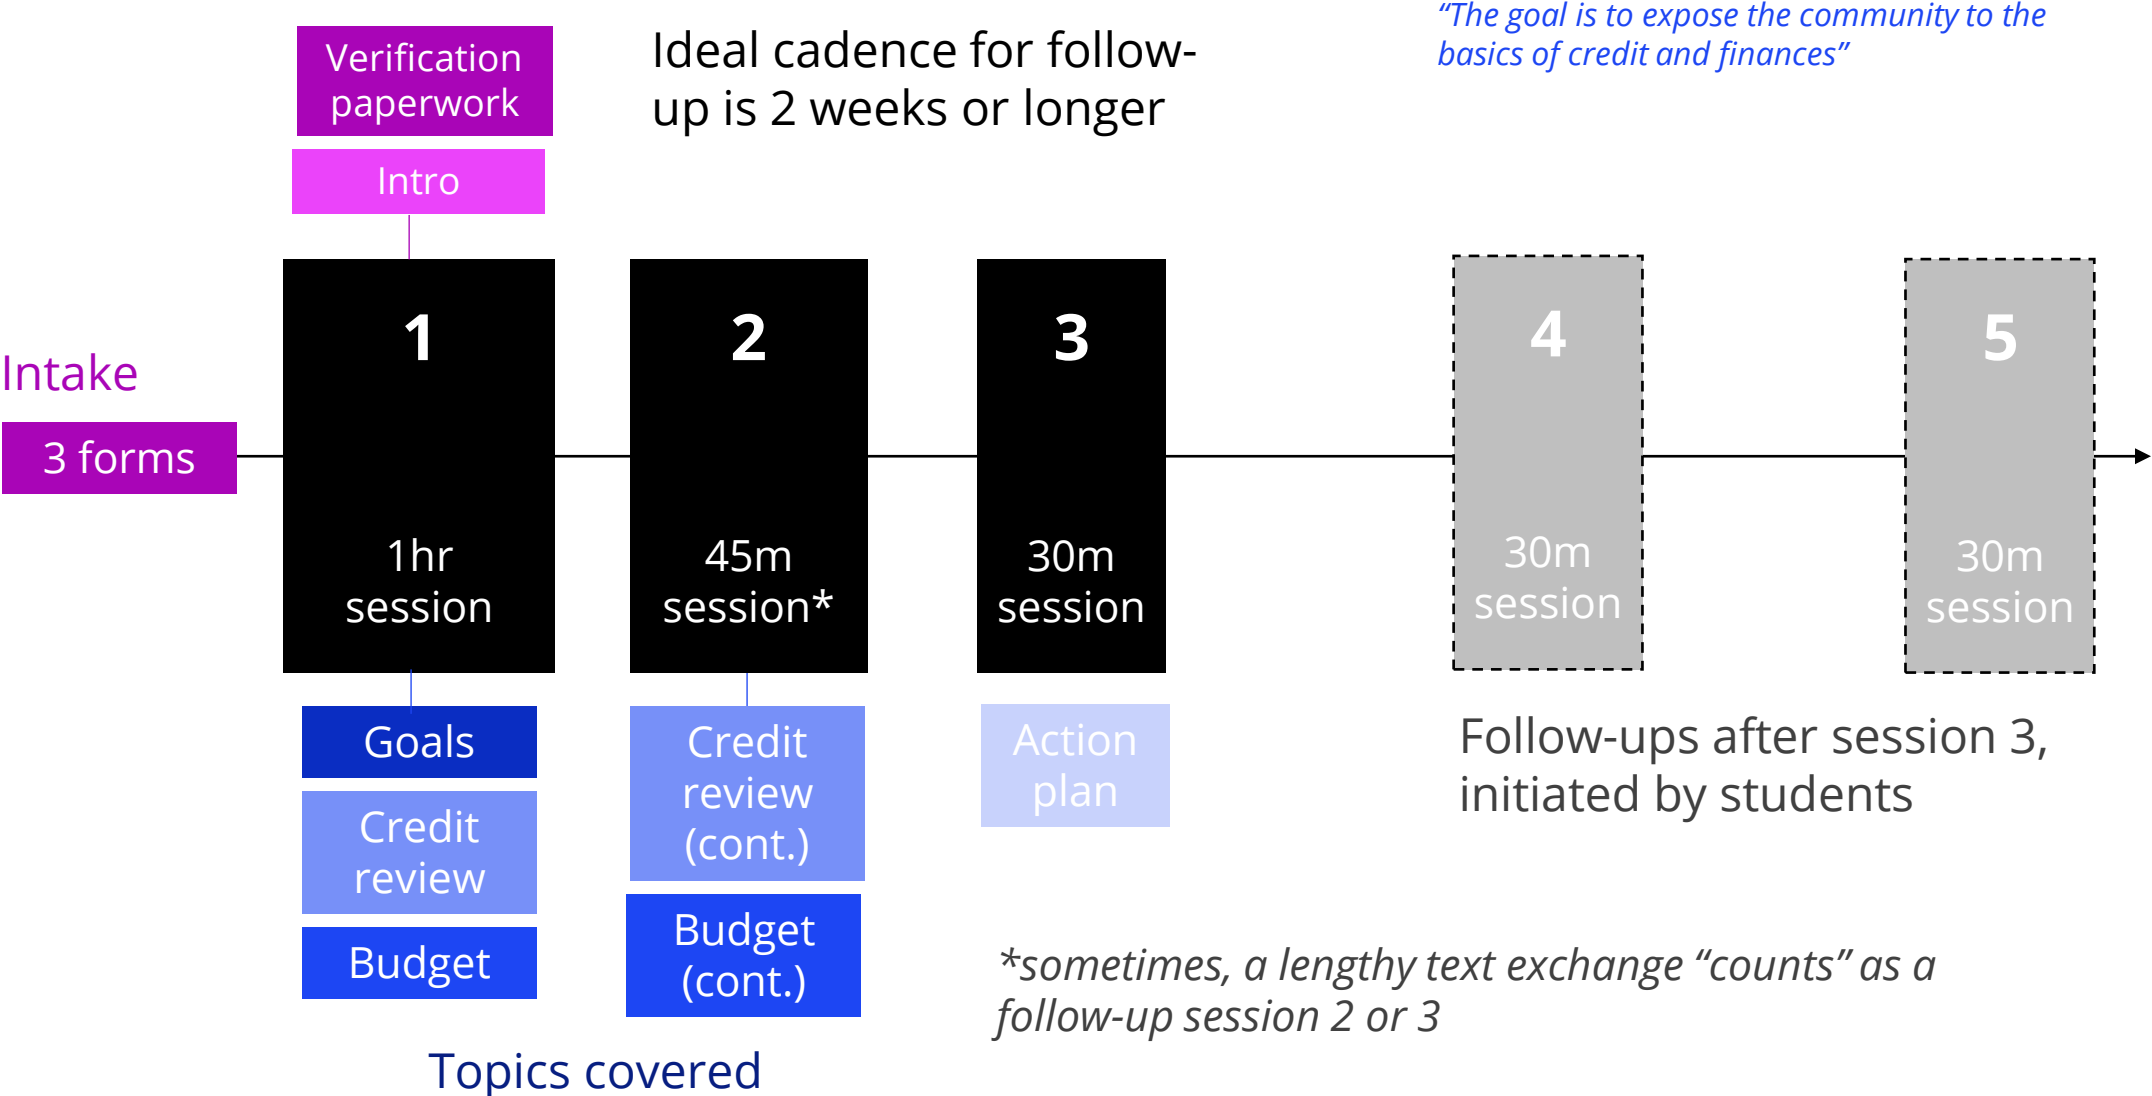 Verification
paperwork
Intro
Ideal cadence for follow-
up is 2 weeks or longer
“The goal is to expose the community to the
basics of credit and finances”
Intake
3 forms
1
1hr
session
2
45m
session*
3
30m
session
4
30m
session
5
30m
session
Goals
Credit
review
Budget
Credit
review
(cont.)
Budget
(cont.)
Action
plan
Follow-ups after session 3,
initiated by students
*sometimes, a lengthy text exchange “counts” as a
follow-up session 2 or 3
Topics covered